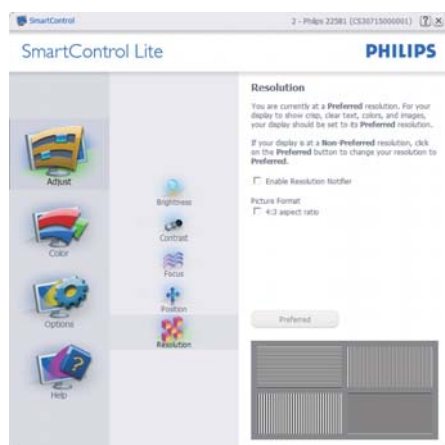 SmartControl
2 - Philips 225B1 (CS30715000001)
SmartControl Lite
PHILIPS
Adjust
Color
Options
Help
Brightness
Contrast
Focus
Position
Resolution
Resolution
You are currently at a Preferred resolution. For your
display to show crisp, clear text, colors, and images,
your display should be set to its Preferred resolution.
If your display is at a Non-Preferred resolution, click
on the Preferred button to change your resolution to
Preferred.
Enable Resolution Notifier
Picture Format
4:3 aspect ratio
Preferred